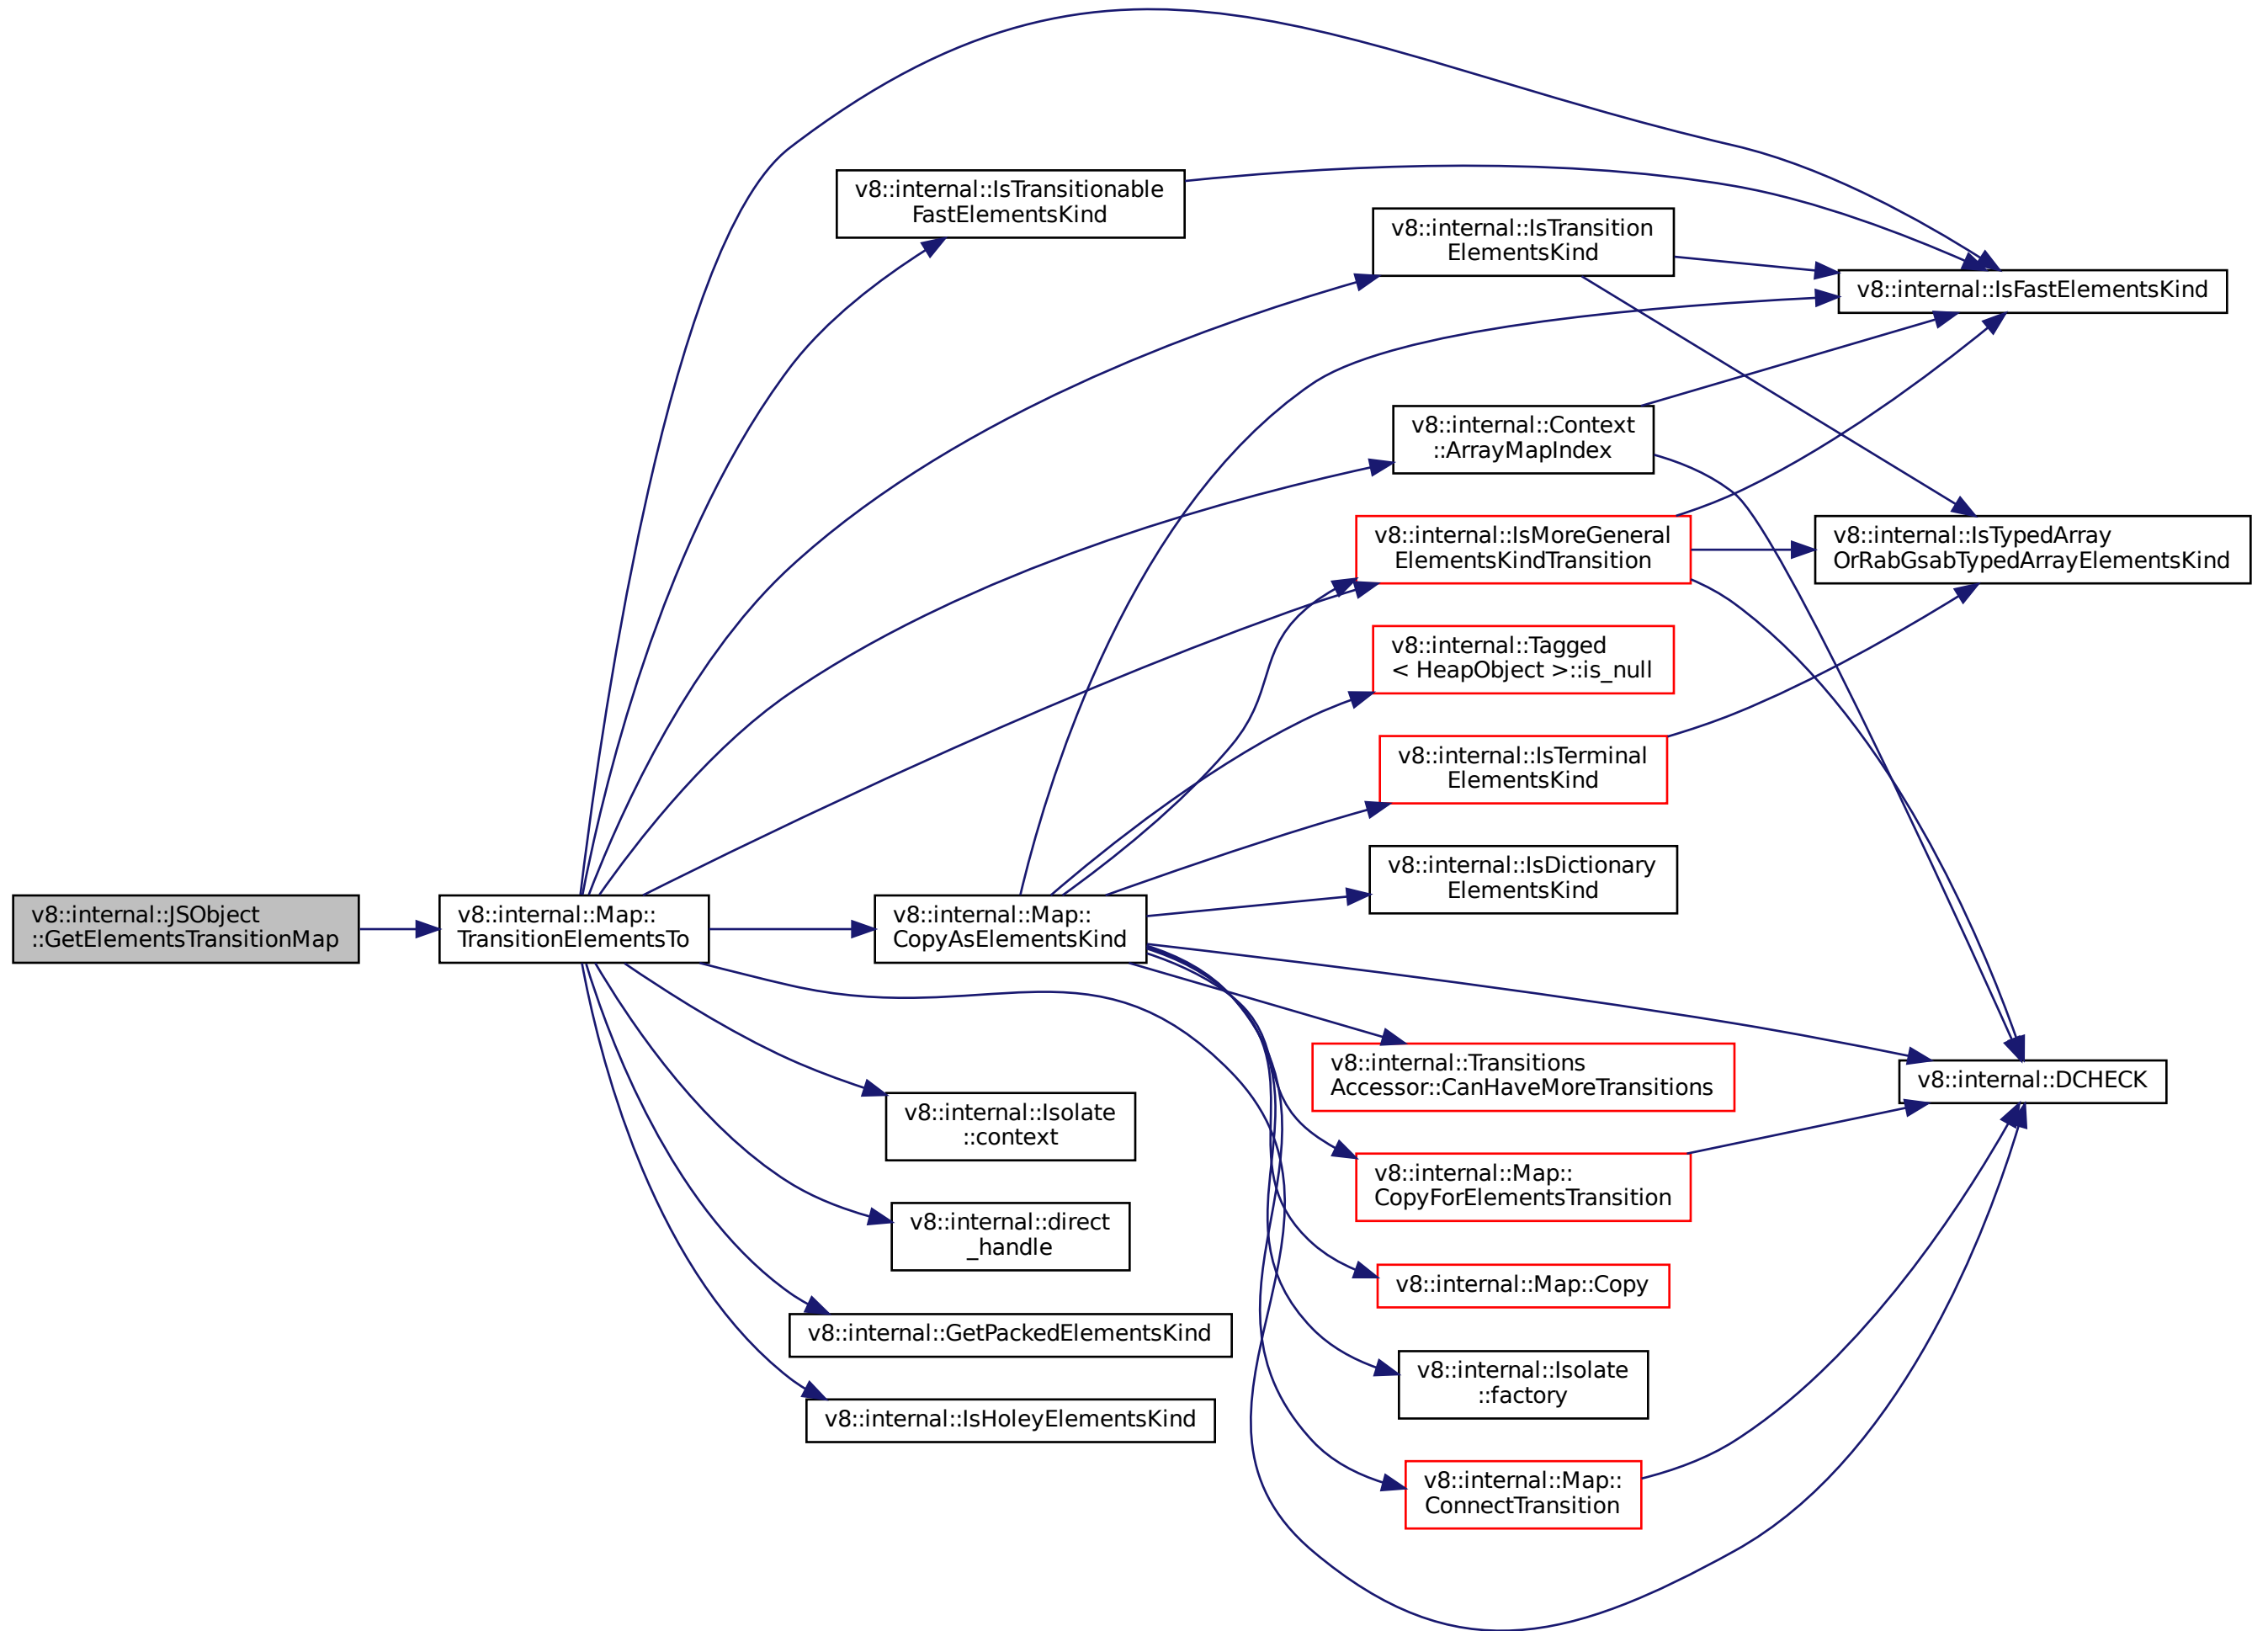 v8::internal::IsTransitionable
FastElementsKind
v8::internal::IsTransition
ElementsKind
v8::internal::IsFastElementsKind
v8::internal::Context
::ArrayMapIndex
v8::internal::IsMoreGeneral
ElementsKindTransition
v8::internal::IsTypedArray
OrRabGsabTypedArrayElementsKind
v8::internal::Tagged
< HeapObject >::is_null
v8::internal::IsTerminal
ElementsKind
v8::internal::IsDictionary
ElementsKind
v8::internal::JSObject
::GetElementsTransitionMap
v8::internal::Map::
TransitionElementsTo
v8::internal::Map::
CopyAsElementsKind
v8::internal::Transitions
Accessor::CanHaveMoreTransitions
v8::internal::DCHECK
v8::internal::Isolate
::context
v8::internal::Map::
CopyForElementsTransition
v8::internal::direct
_handle
v8::internal::Map::Copy
v8::internal::GetPackedElementsKind
v8::internal::Isolate
::factory
v8::internal::IsHoleyElementsKind
v8::internal::Map::
ConnectTransition